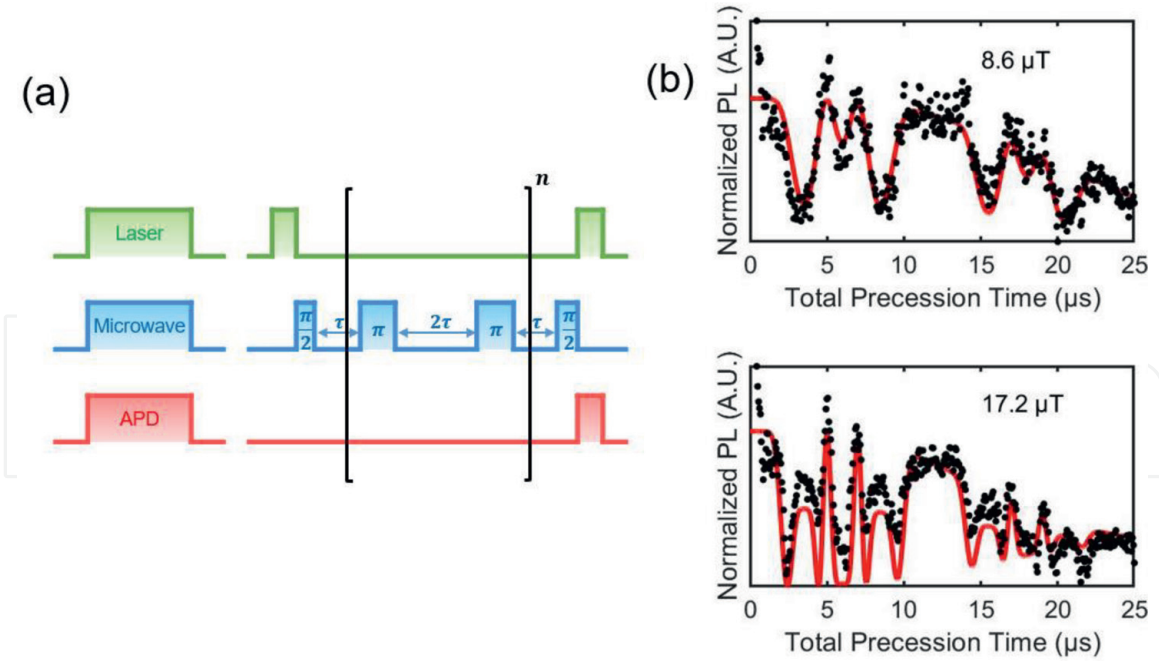 (a)
n
Laser
Microwave
π/2
τ
π
2τ
π
τ
π/2
APD
(b)
Normalized PL (A.U.)
8.6 µT
0 5 10 15 20 25
Total Precession Time (µs)
Normalized PL (A.U.)
17.2 µT
0 5 10 15 20 25
Total Precession Time (µs)